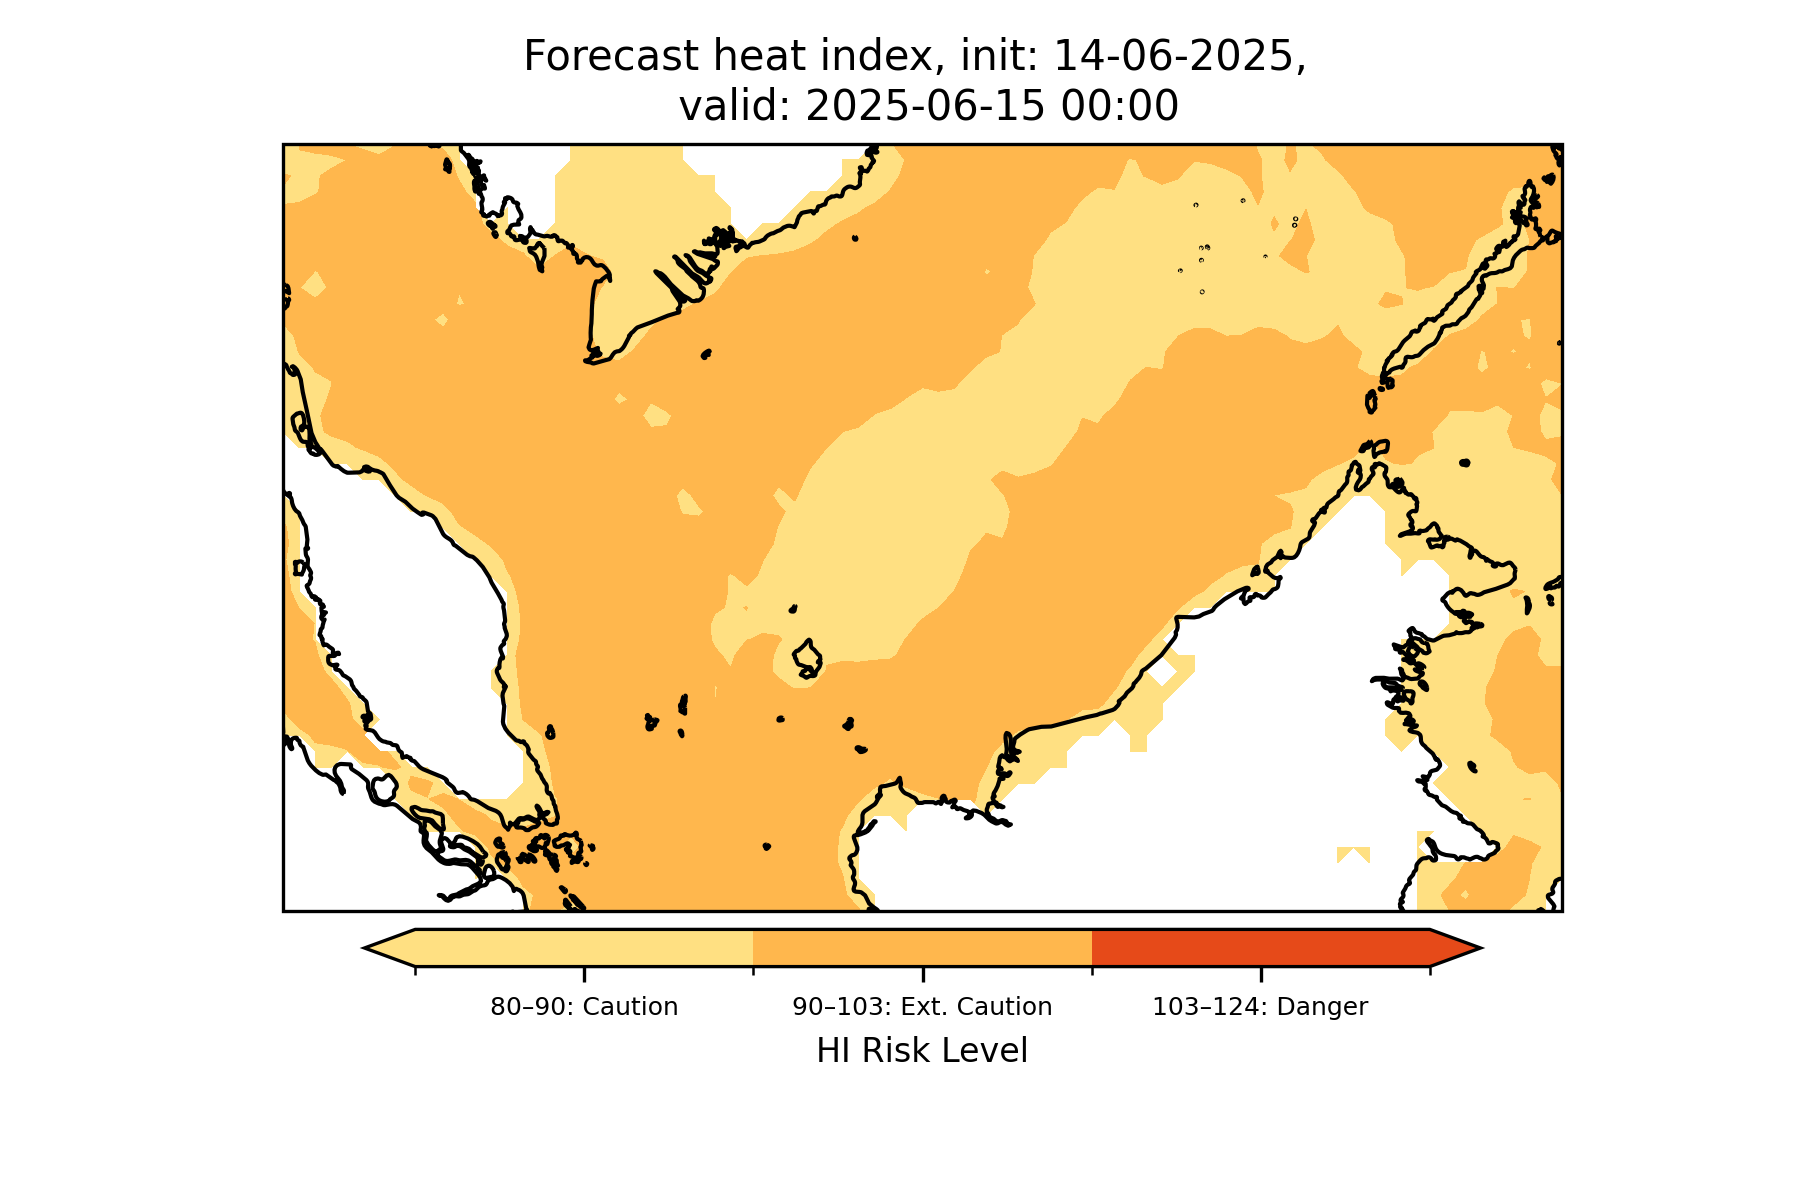 Forecast heat index, init: 14-06-2025,
valid: 2025-06-15 00:00
80–90: Caution
90–103: Ext. Caution
103–124: Danger
HI Risk Level